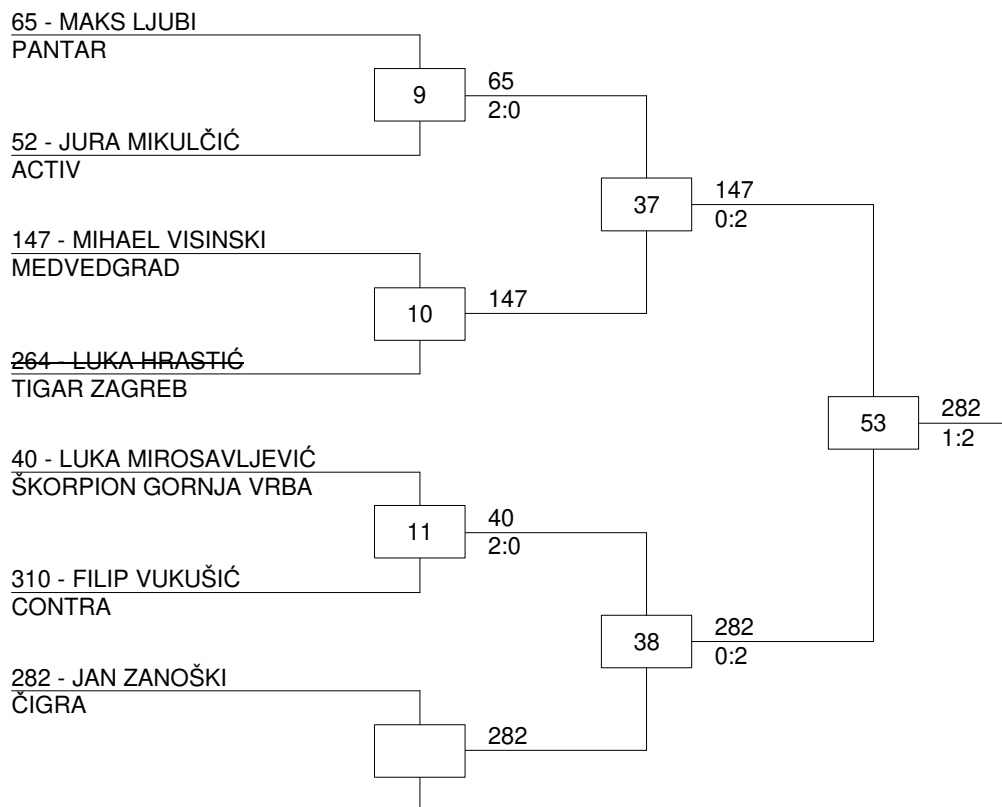 65 - MAKS LJUBI
PANTAR
9
65
2:0
52 - JURA MIKULČIĆ
ACTIV
37
147
0:2
147 - MIHAEL VISINSKI
MEDVEDGRAD
10
147
264 - LUKA HRASTIĆ
TIGAR ZAGREB
53
282
1:2
40 - LUKA MIROSAVLJEVIĆ
ŠKORPION GORNJA VRBA
11
40
2:0
310 - FILIP VUKUŠIĆ
CONTRA
38
282
0:2
282 - JAN ZANOŠKI
ČIGRA
282